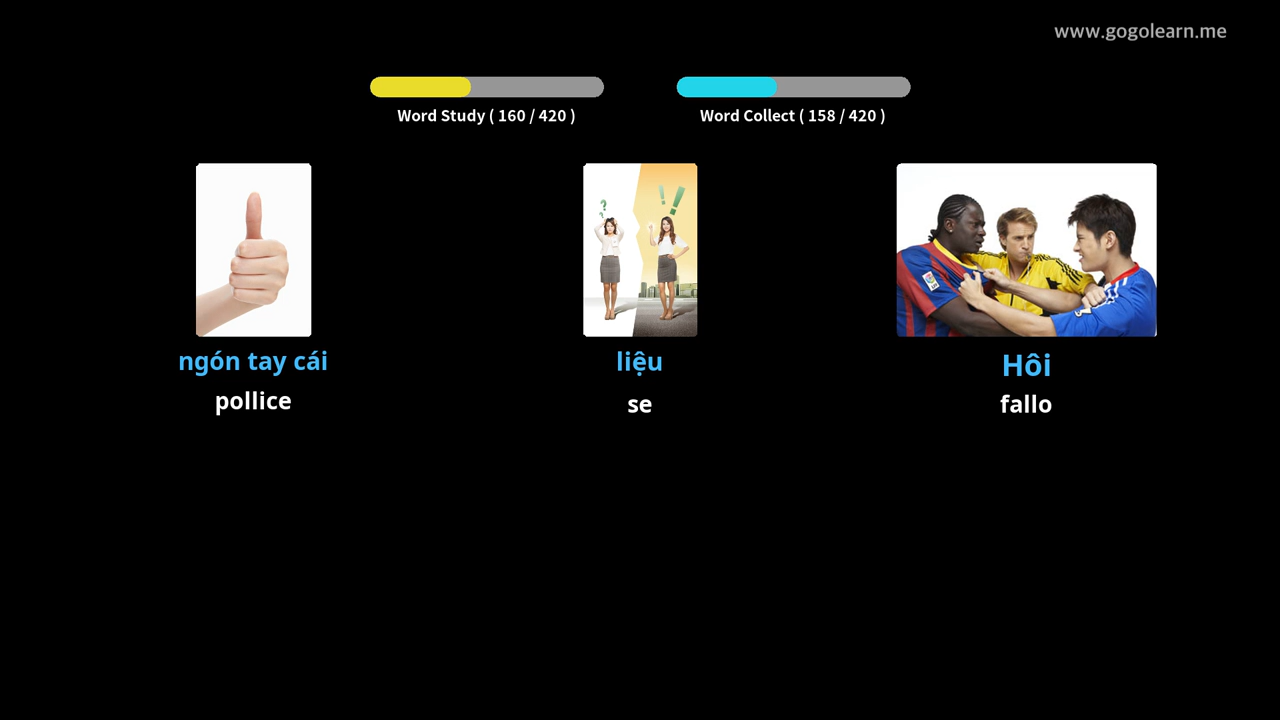 www.gogolearn.me
Word Study ( 160 / 420 )
Word Collect ( 158 / 420 )
ngón tay cái
liệu
Hôi
pollice
se
fallo